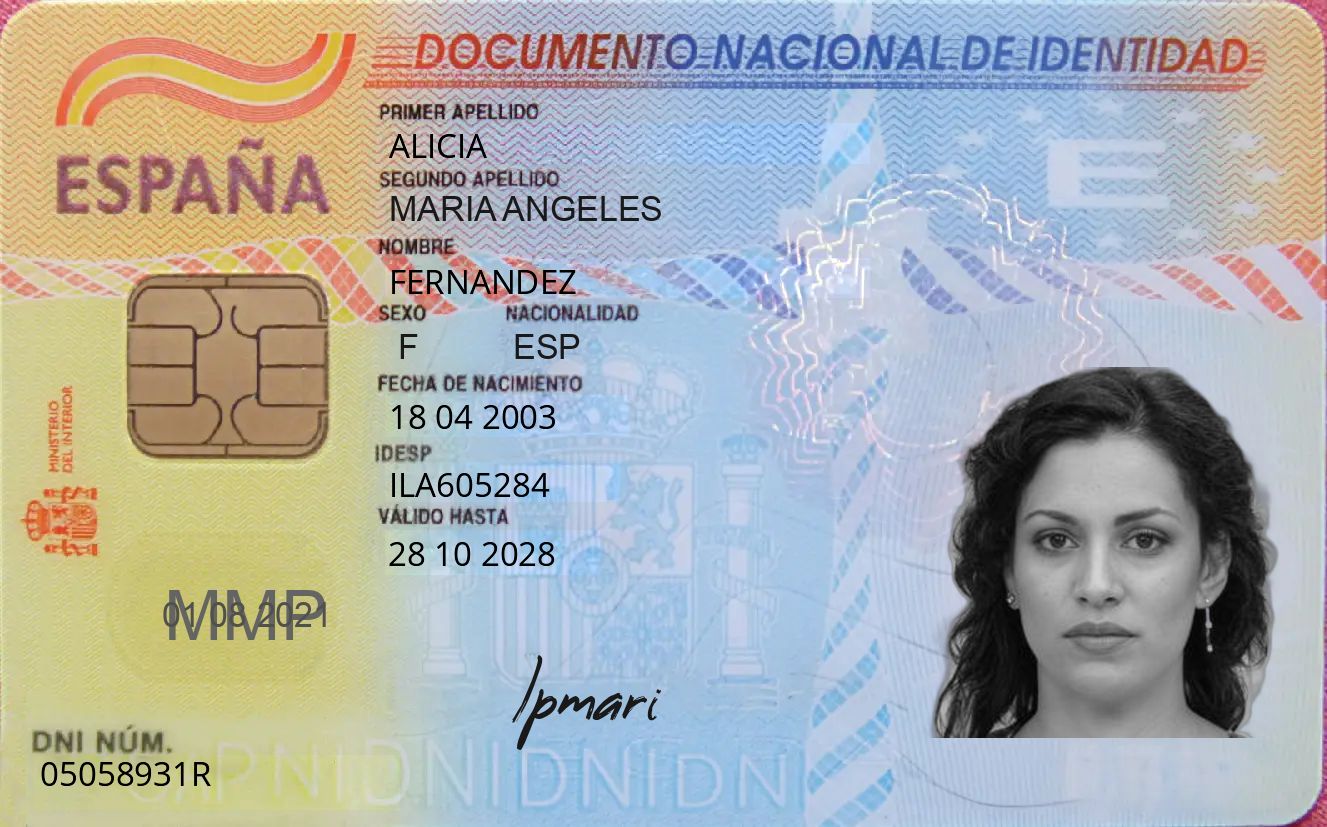 DOCUMENTO NACIONAL DE IDENTIDAD
ESPAÑA
PRIMER APELLIDO
ALICIA
SEGUNDO APELLIDO
MARIA ANGELES
NOMBRE
FERNANDEZ
SEXO NACIONALIDAD
F ESP
FECHA DE NACIMIENTO
18 04 2003
IDESP
ILA605284
VÁLIDO HASTA
28 10 2028
MINISTERIO
DEL INTERIOR
E
MMP
01 08 2021
lpmari
DNI NÚM.
05058931R
DNIDNIDNIDN